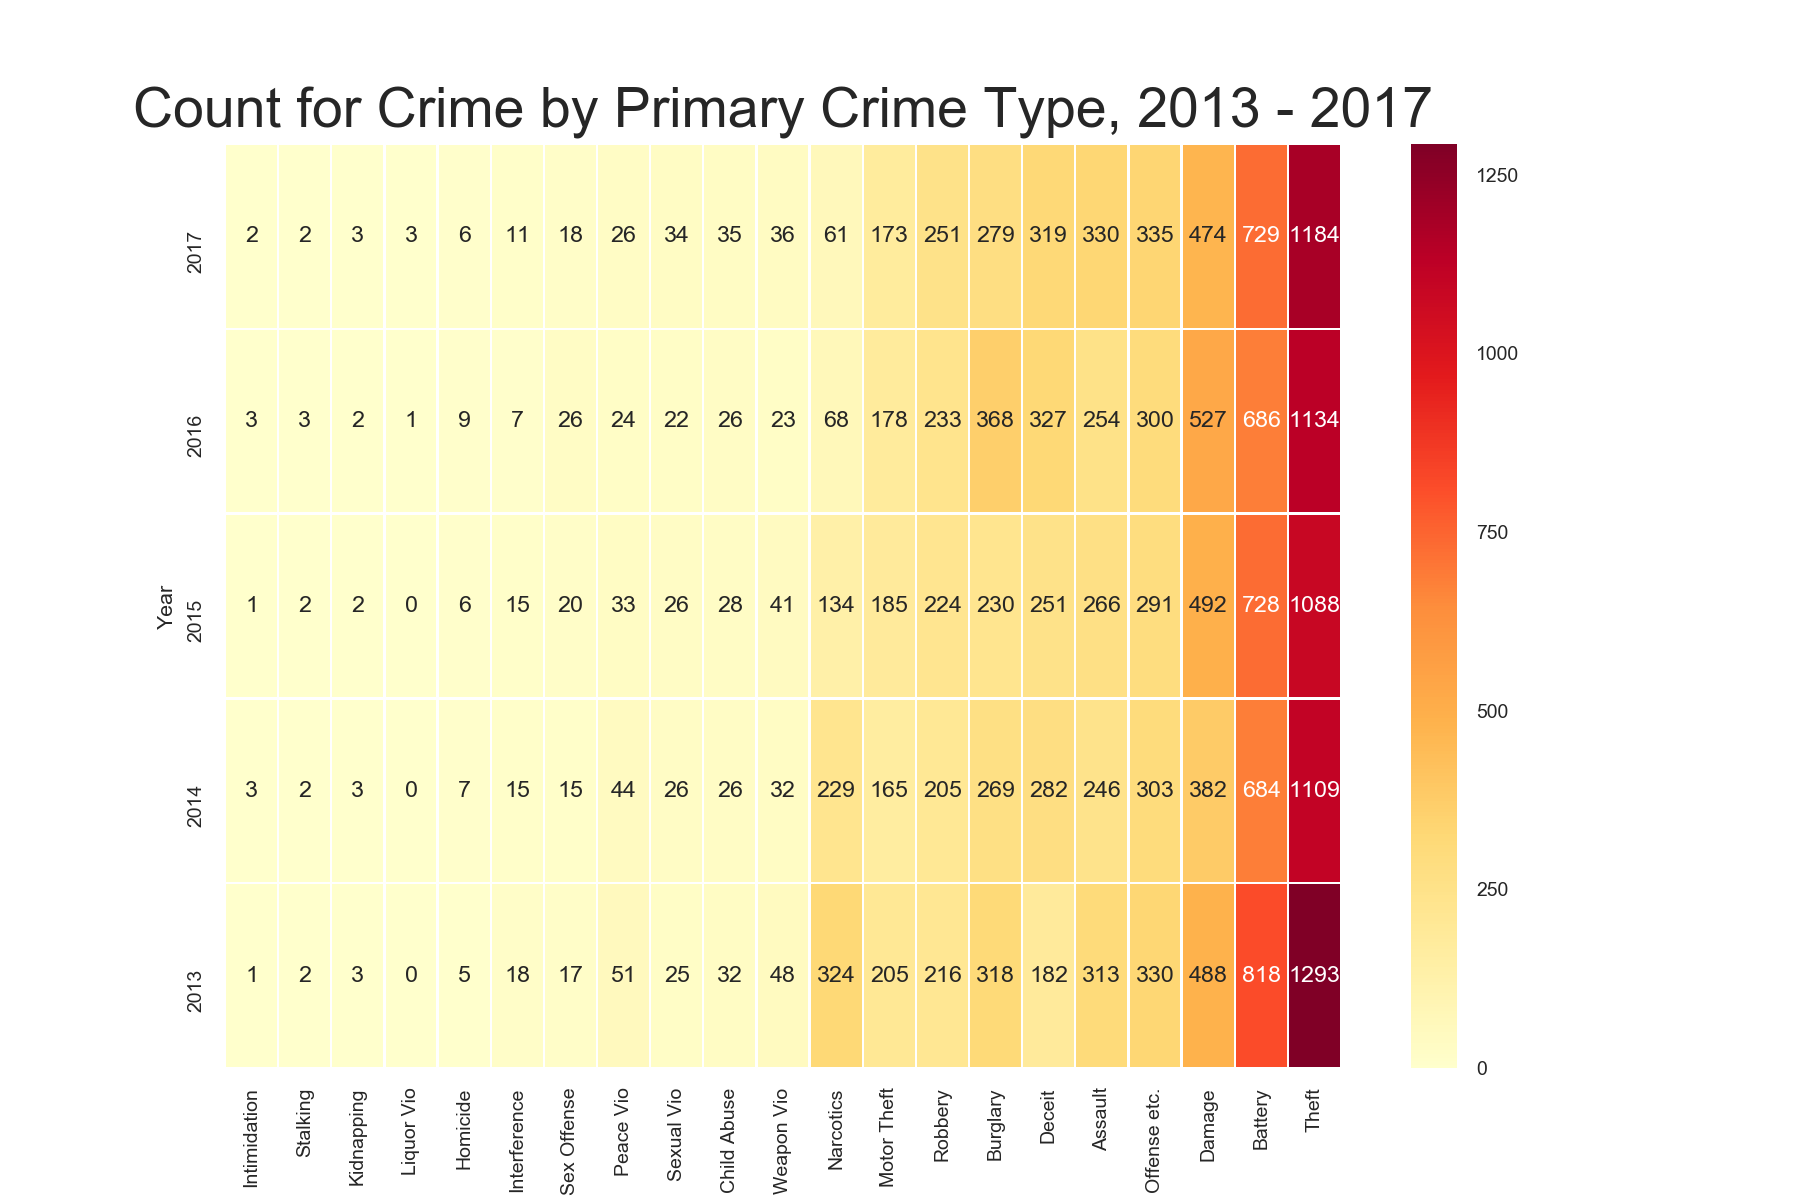 Count for Crime by Primary Crime Type, 2013 - 2017
Year
2017
2 2 3 3 6 11 18 26 34 35 36 61 173 251 279 319 330 335 474 729 1184
2016
3 3 2 1 9 7 26 24 22 26 23 68 178 233 368 327 254 300 527 686 1134
2015
1 2 2 0 6 15 20 33 26 28 41 134 185 224 230 251 266 291 492 728 1088
2014
3 2 3 0 7 15 15 44 26 26 32 229 165 205 269 282 246 303 382 684 1109
2013
1 2 3 0 5 18 17 51 25 32 48 324 205 216 318 182 313 330 488 818 1293
Intimidation
Stalking
Kidnapping
Liquor Vio
Homicide
Interference
Sex Offense
Peace Vio
Sexual Vio
Child Abuse
Weapon Vio
Narcotics
Motor Theft
Robbery
Burglary
Deceit
Assault
Offense etc.
Damage
Battery
Theft
1250
1000
750
500
250
0